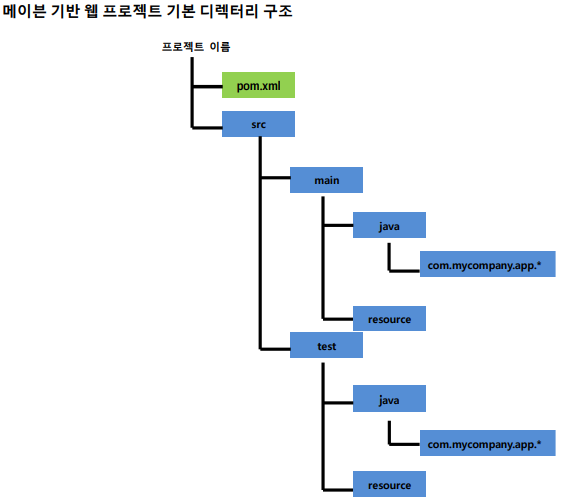 메이븐 기반 웹 프로젝트 기본 디렉터리 구조
프로젝트 이름
pom.xml
src
main
java
com.mycompany.app.*
resource
test
java
com.mycompany.app.*
resource